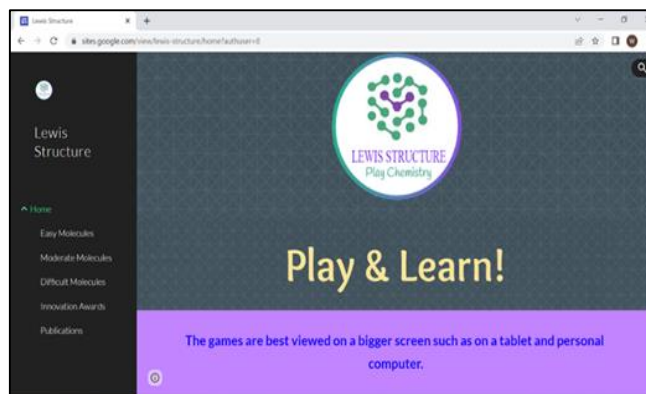 Lewis Structure
sites.google.com/view/lewis-structure/home?authuser=0
Lewis
Structure
Home
Easy Molecules
Moderate Molecules
Difficult Molecules
Innovation Awards
Publications
LEWIS STRUCTURE
Play Chemistry
Play & Learn!
The games are best viewed on a bigger screen such as on a tablet and personal
computer.